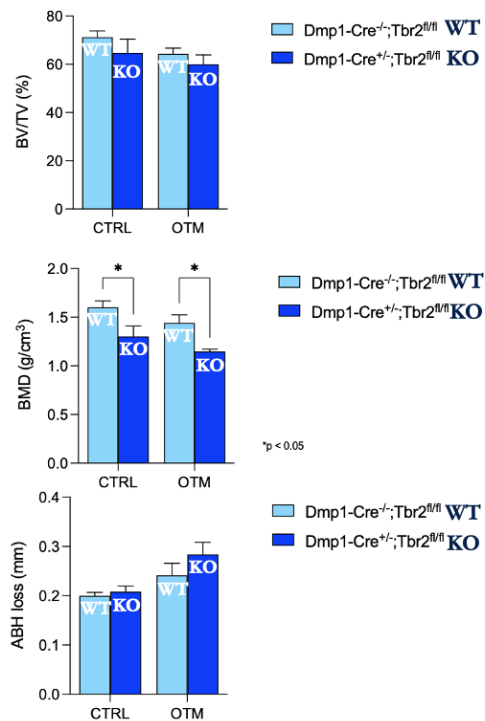 80
60
40
20
0
BV/TV (%)
WT
KO
WT
KO
CTRL
OTM
Dmp1-Cre-/-;Tbr2fl/fl WT
Dmp1-Cre+/-;Tbr2fl/fl KO
2.0
1.5
1.0
0.5
0.0
BMD (g/cm3)
*
*
WT
KO
WT
KO
CTRL
OTM
Dmp1-Cre-/-;Tbr2fl/fl WT
Dmp1-Cre+/-;Tbr2fl/fl KO
*p < 0.05
0.4
0.3
0.2
0.1
0.0
ABH loss (mm)
WT
KO
WT
KO
CTRL
OTM
Dmp1-Cre-/-;Tbr2fl/fl WT
Dmp1-Cre+/-;Tbr2fl/fl KO